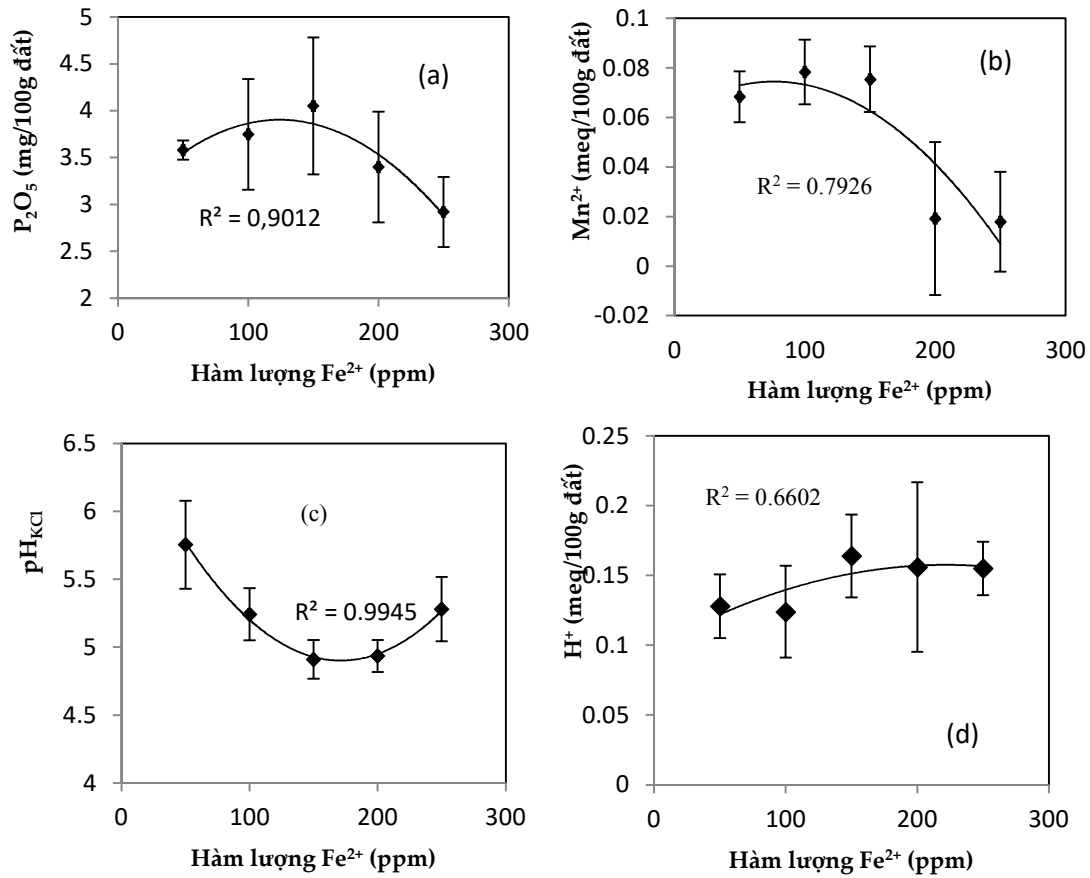 P₂O₅ (mg/100g đất)
5
4.5
4
3.5
3
2.5
2
(a)
R² = 0,9012
0 100 200 300
Hàm lượng Fe²⁺ (ppm)
Mn²⁺ (meq/100g đất)
0.1
0.08
0.06
0.04
0.02
0
-0.02
(b)
R² = 0.7926
0 100 200 300
Hàm lượng Fe²⁺ (ppm)
pH_KCl
6.5
6
5.5
5
4.5
4
(c)
R² = 0.9945
0 100 200 300
Hàm lượng Fe²⁺ (ppm)
H⁺ (meq/100g đất)
0.25
0.2
0.15
0.1
0.05
0
R² = 0.6602
(d)
0 100 200 300
Hàm lượng Fe²⁺ (ppm)